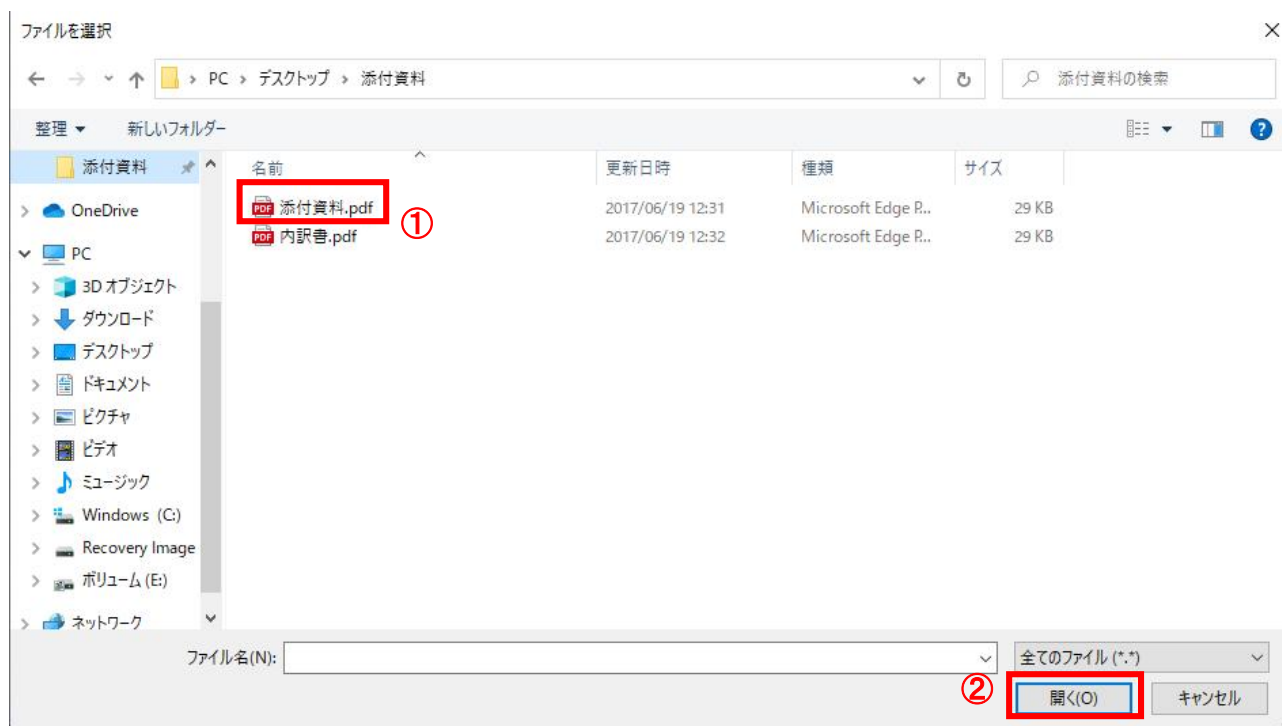 ファイルを選択
PC › デスクトップ › 添付資料
添付資料の検索
整理 新しいフォルダー
添付資料
OneDrive
PC
3D オブジェクト
ダウンロード
デスクトップ
ドキュメント
ピクチャ
ビデオ
ミュージック
Windows (C:)
Recovery Image
ボリューム (E:)
ネットワーク
名前 更新日時 種類 サイズ
添付資料.pdf 2017/06/19 12:31 Microsoft Edge P... 29 KB
①
内訳書.pdf 2017/06/19 12:32 Microsoft Edge P... 29 KB
ファイル名(N): 全てのファイル (*.*)
② 開く(O) キャンセル